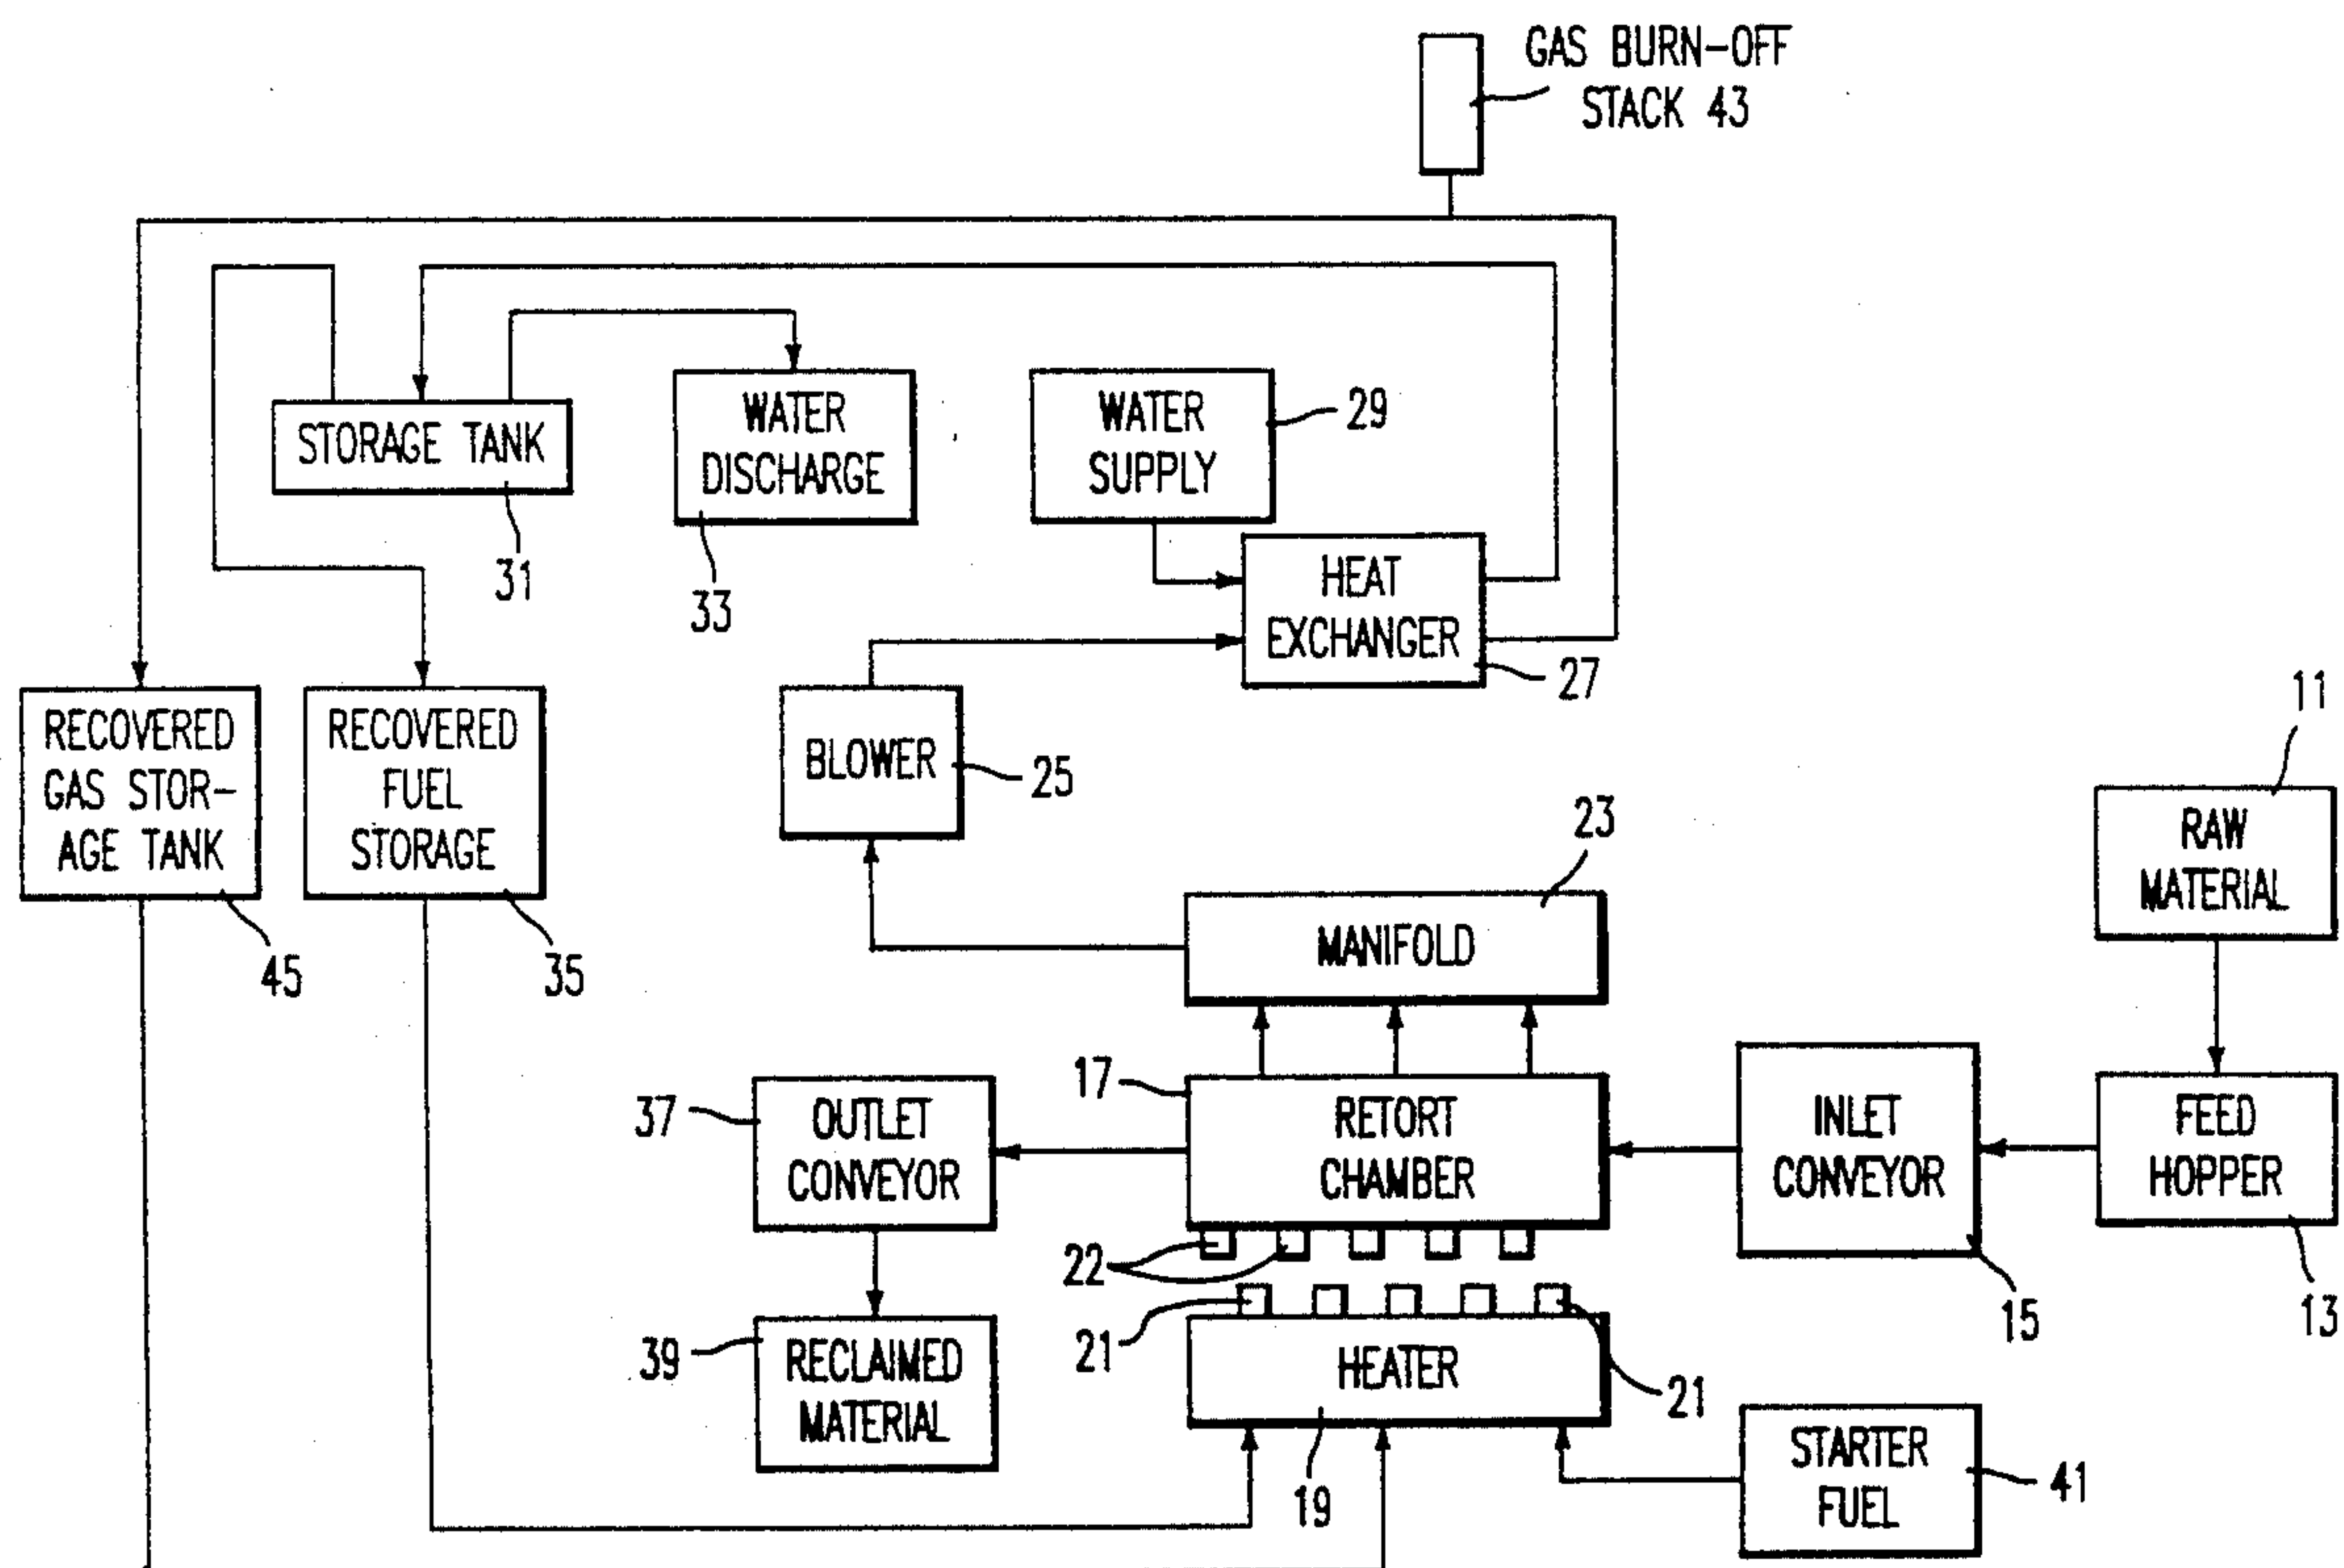 GAS BURN-OFF
STACK 43
STORAGE TANK
31
WATER
DISCHARGE
33
WATER
SUPPLY
29
HEAT
EXCHANGER
27
RECOVERED
GAS STOR-
AGE TANK
45
RECOVERED
FUEL
STORAGE
35
BLOWER
25
11
RAW
MATERIAL
23
MANIFOLD
37
OUTLET
CONVEYOR
17
RETORT
CHAMBER
INLET
CONVEYOR
15
FEED
HOPPER
13
22
21
21
39
RECLAIMED
MATERIAL
HEATER
19
STARTER
FUEL
41